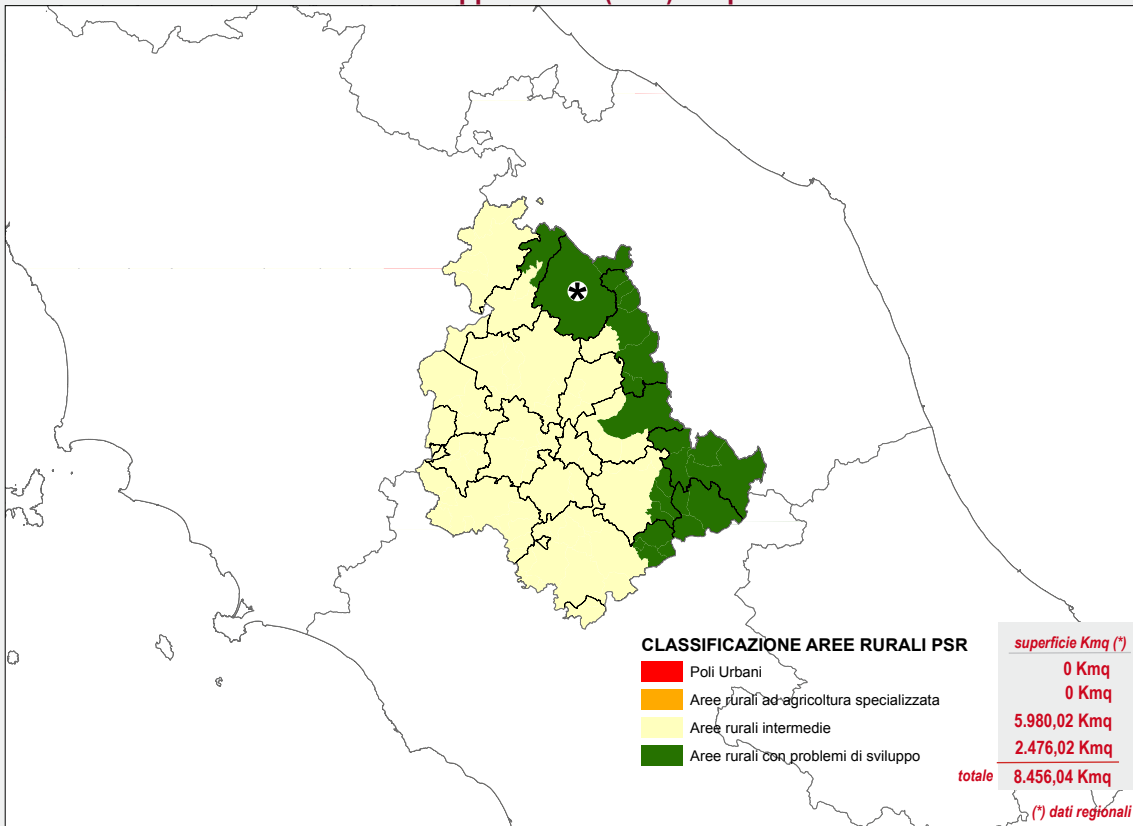 CLASSIFICAZIONE AREE RURALI PSR
superficie Kmq (*)
Poli Urbani
0 Kmq
Aree rurali ad agricoltura specializzata
0 Kmq
Aree rurali intermedie
5.980,02 Kmq
Aree rurali con problemi di sviluppo
2.476,02 Kmq
totale 8.456,04 Kmq
(*) dati regionali